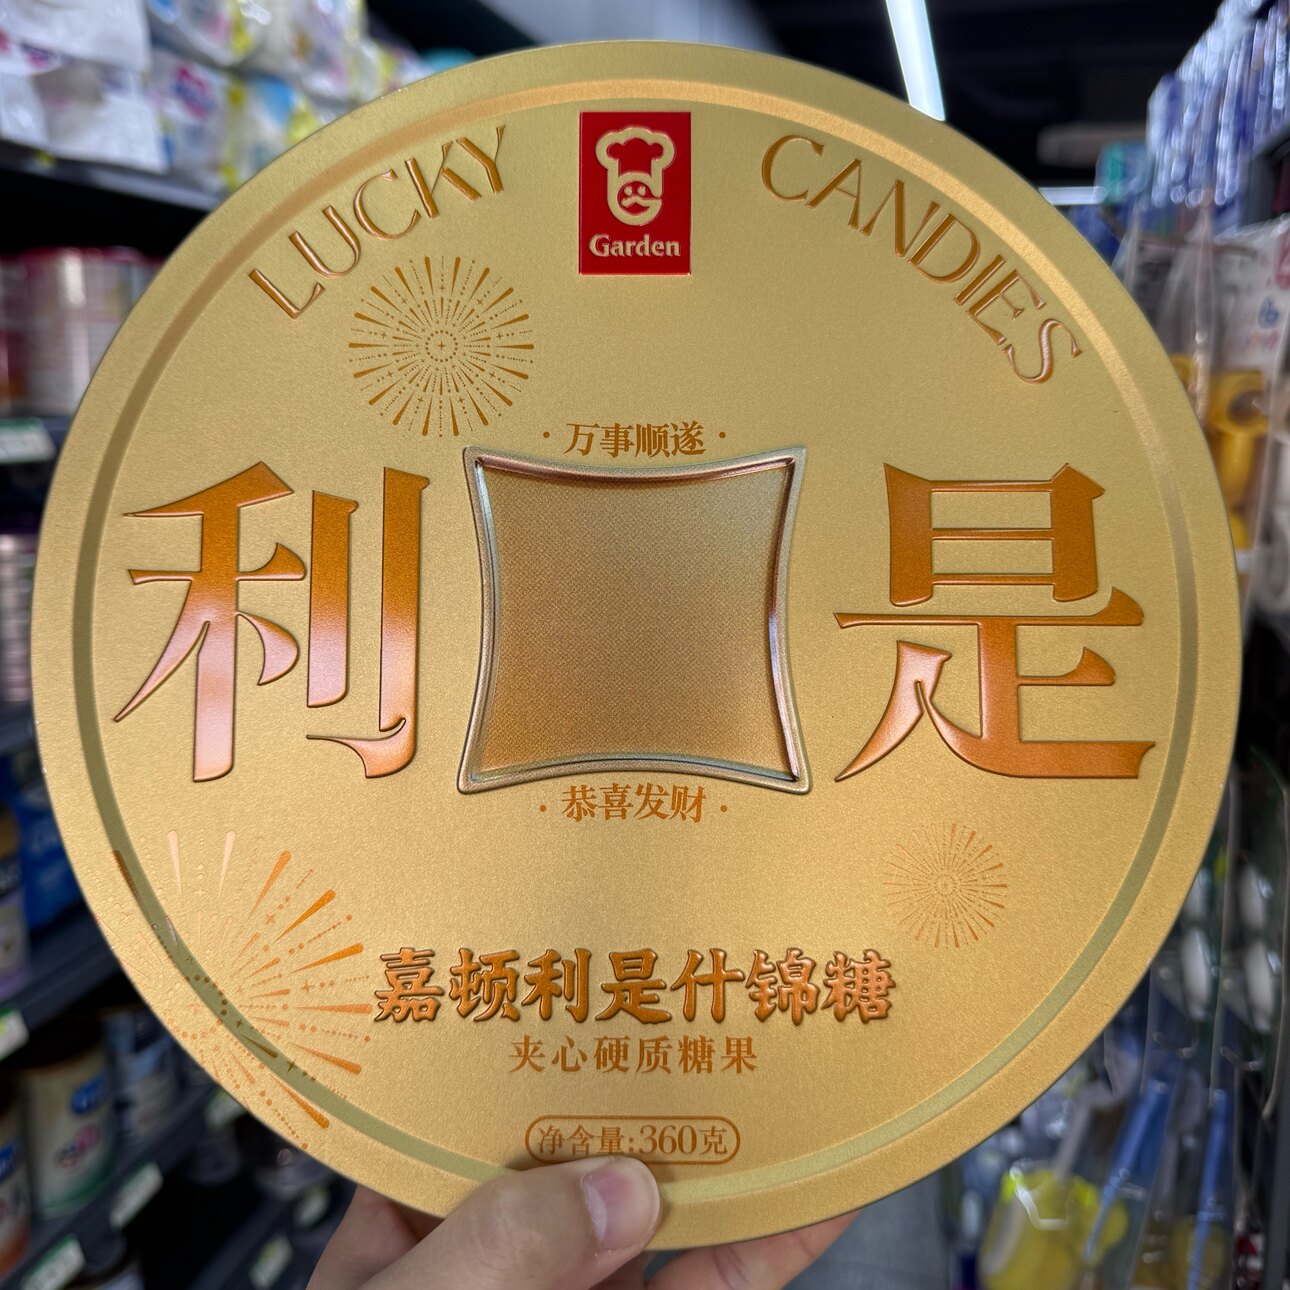 LUCKY CANDIES
Garden
·万事顺遂·
利是
·恭喜发财·
嘉顿利是什锦糖
夹心硬质糖果
净含量:360克